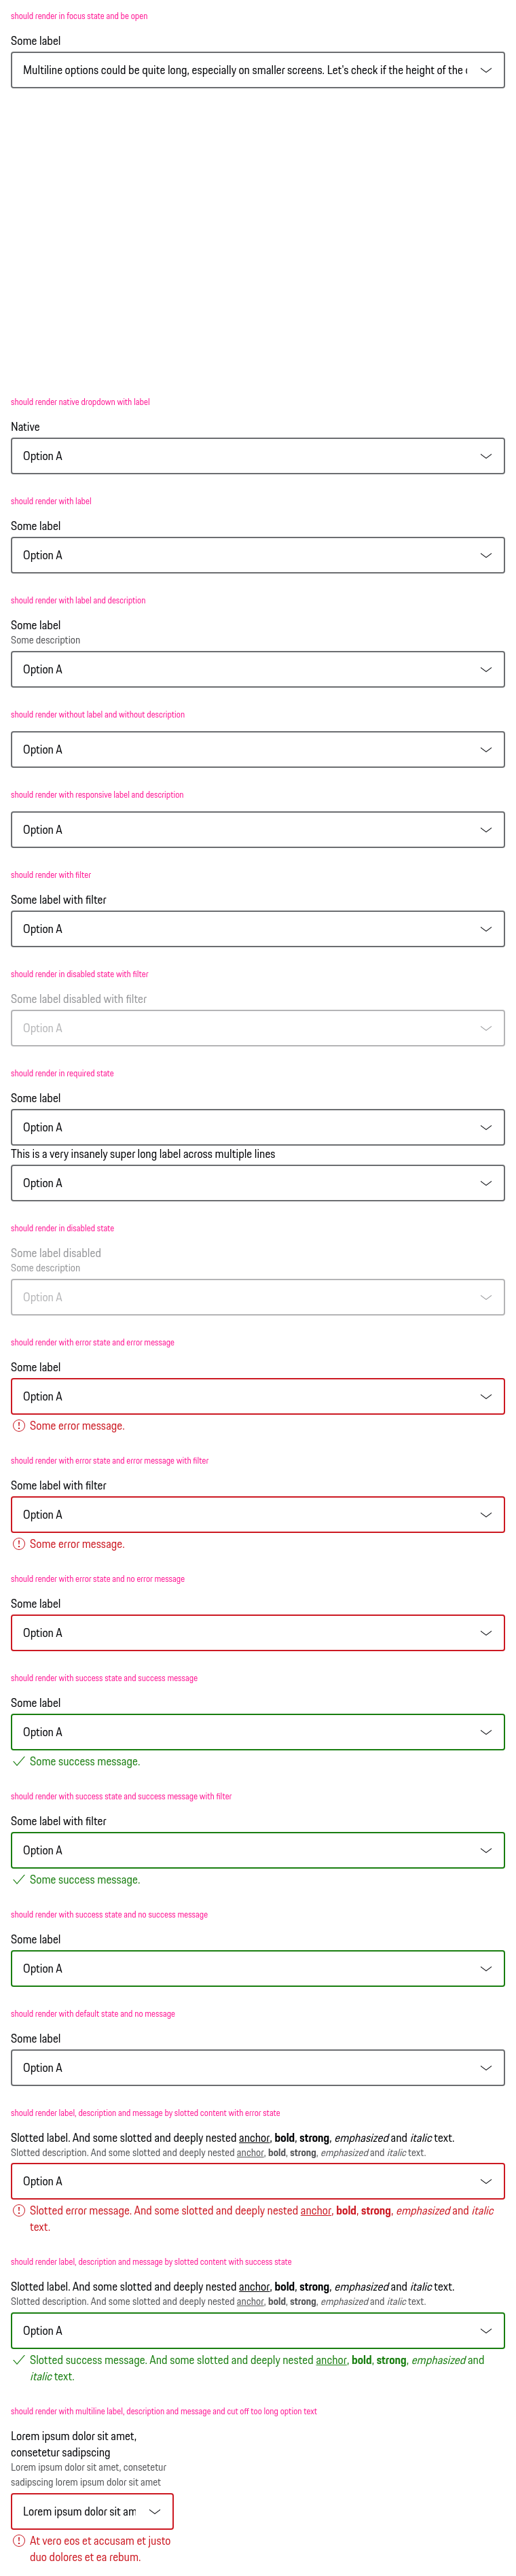 should render in focus state and be open
Some label
Multiline options could be quite long, especially on smaller screens. Let's check if the height of the
should render native dropdown with label
Native
Option A
should render with label
Some label
Option A
should render with label and description
Some label
Some description
Option A
should render without label and without description
Option A
should render with responsive label and description
Option A
should render with filter
Some label with filter
Option A
should render in disabled state with filter
Some label disabled with filter
Option A
should render in required state
Some label
Option A
This is a very insanely super long label across multiple lines
Option A
should render in disabled state
Some label disabled
Some description
Option A
should render with error state and error message
Some label
Option A
Some error message.
should render with error state and error message with filter
Some label with filter
Option A
Some error message.
should render with error state and no error message
Some label
Option A
should render with success state and success message
Some label
Option A
Some success message.
should render with success state and success message with filter
Some label with filter
Option A
Some success message.
should render with success state and no success message
Some label
Option A
should render with default state and no message
Some label
Option A
should render label, description and message by slotted content with error state
Slotted label. And some slotted and deeply nested anchor, bold, strong, emphasized and italic text.
Slotted description. And some slotted and deeply nested anchor, bold, strong, emphasized and italic text.
Option A
Slotted error message. And some slotted and deeply nested anchor, bold, strong, emphasized and italic
text.
should render label, description and message by slotted content with success state
Slotted label. And some slotted and deeply nested anchor, bold, strong, emphasized and italic text.
Slotted description. And some slotted and deeply nested anchor, bold, strong, emphasized and italic text.
Option A
Slotted success message. And some slotted and deeply nested anchor, bold, strong, emphasized and
italic text.
should render with multiline label, description and message and cut off too long option text
Lorem ipsum dolor sit amet,
consetetur sadipscing
Lorem ipsum dolor sit amet, consetetur
sadipscing lorem ipsum dolor sit amet
Lorem ipsum dolor sit am
At vero eos et accusam et justo
duo dolores et ea rebum.